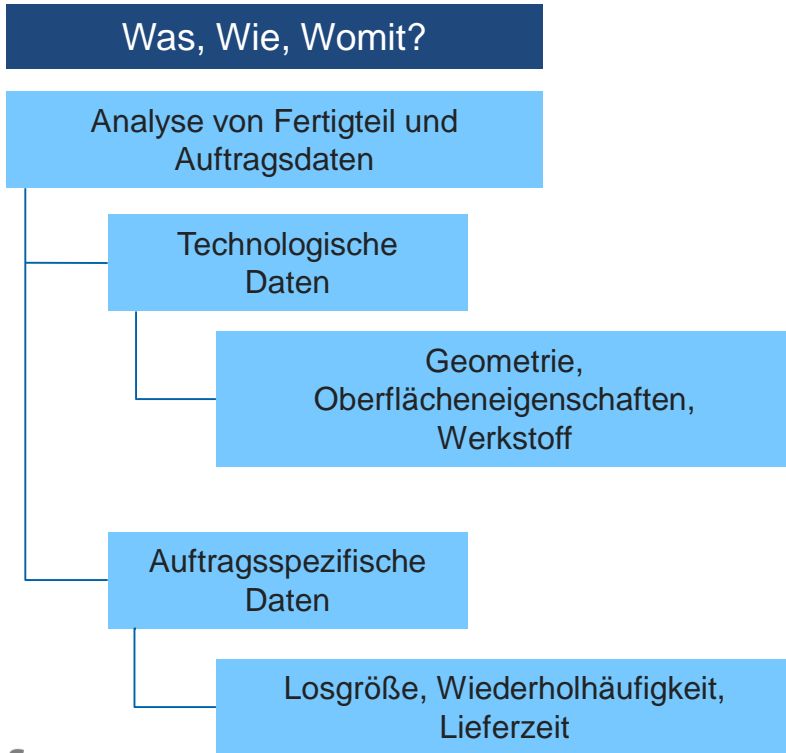 Was, Wie, Womit?
Analyse von Fertigteil und
Auftragsdaten
Technologische
Daten
Geometrie,
Oberflächeneigenschaften,
Werkstoff
Auftragsspezifische
Daten
Losgröße, Wiederholhäufigkeit,
Lieferzeit